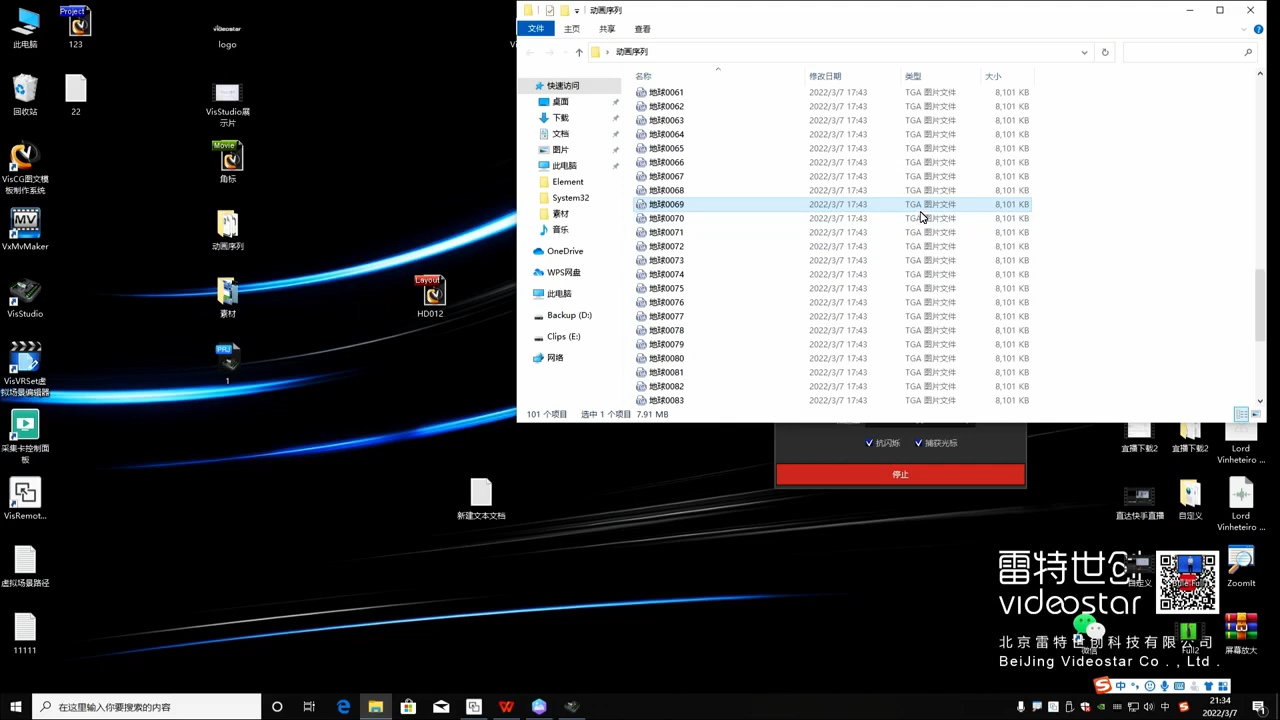 Project
此电脑
123
videostar
logo
回收站
22
VisStudio展
示片
VisCG图文模
板制作系统
Movie
角标
MV
VxMvMaker
动画序列
VisStudio
素材
Layout
HD012
VisVRSet虚
拟场景编辑器
PRJ
1
采集卡控制面
板
VisRemot...
新建文本文档
虚拟场景路径
11111
动画序列
文件
主页
共享
查看
动画序列
快速访问
桌面
下载
文档
图片
此电脑
Element
System32
素材
音乐
OneDrive
WPS网盘
此电脑
Backup (D:)
Clips (E:)
网络
名称 修改日期 类型 大小
地球0061 2022/3/7 17:43 TGA 图片文件 8,101 KB
地球0062 2022/3/7 17:43 TGA 图片文件 8,101 KB
地球0063 2022/3/7 17:43 TGA 图片文件 8,101 KB
地球0064 2022/3/7 17:43 TGA 图片文件 8,101 KB
地球0065 2022/3/7 17:43 TGA 图片文件 8,101 KB
地球0066 2022/3/7 17:43 TGA 图片文件 8,101 KB
地球0067 2022/3/7 17:43 TGA 图片文件 8,101 KB
地球0068 2022/3/7 17:43 TGA 图片文件 8,101 KB
地球0069 2022/3/7 17:43 TGA 图片文件 8,101 KB
地球0070 2022/3/7 17:43 TGA 图片文件 8,101 KB
地球0071 2022/3/7 17:43 TGA 图片文件 8,101 KB
地球0072 2022/3/7 17:43 TGA 图片文件 8,101 KB
地球0073 2022/3/7 17:43 TGA 图片文件 8,101 KB
地球0074 2022/3/7 17:43 TGA 图片文件 8,101 KB
地球0075 2022/3/7 17:43 TGA 图片文件 8,101 KB
地球0076 2022/3/7 17:43 TGA 图片文件 8,101 KB
地球0077 2022/3/7 17:43 TGA 图片文件 8,101 KB
地球0078 2022/3/7 17:43 TGA 图片文件 8,101 KB
地球0079 2022/3/7 17:43 TGA 图片文件 8,101 KB
地球0080 2022/3/7 17:43 TGA 图片文件 8,101 KB
地球0081 2022/3/7 17:43 TGA 图片文件 8,101 KB
地球0082 2022/3/7 17:43 TGA 图片文件 8,101 KB
地球0083 2022/3/7 17:43 TGA 图片文件 8,101 KB
101 个项目 选中 1 个项目 7.91 MB
抗闪烁 捕获光标
停止
直播下载2
直播下载2
Lord
Vinheteiro ...
直达快手直播
自定义
Lord
Vinheteiro ...
雷特世创
videostar
自定义
ZoomIt
微信
Full2
屏幕放大
北京雷特世创科技有限公司
BeiJing Videostar Co . , Ltd .
中
在这里输入你要搜索的内容
中
21:34
2022/3/7